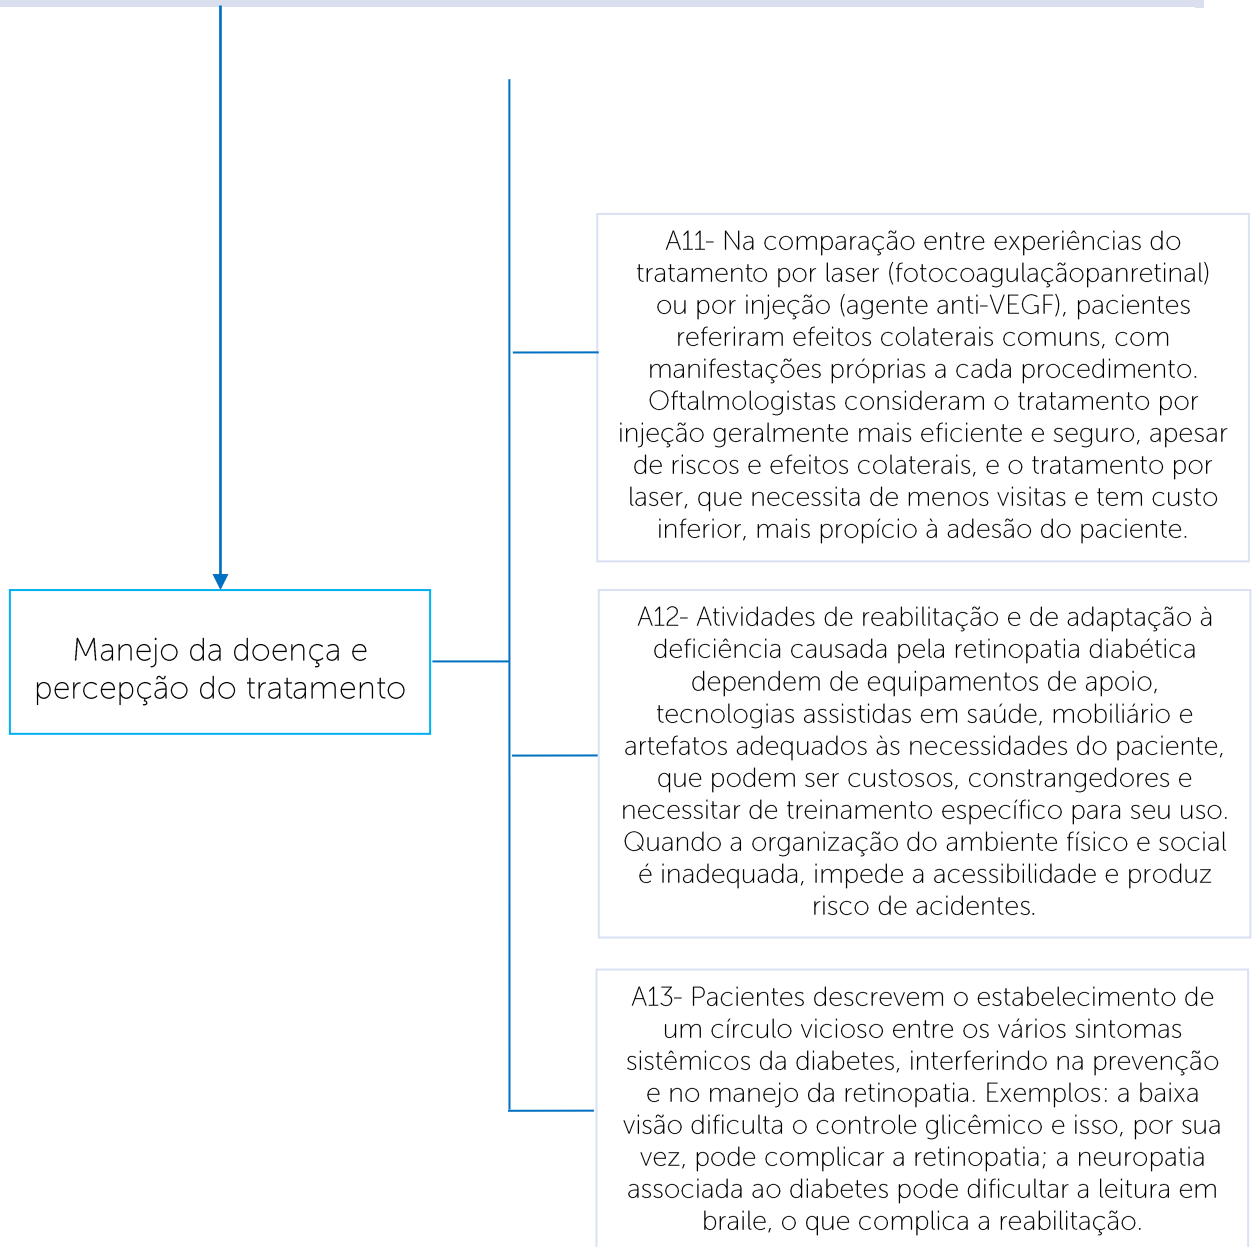 Manejo da doença e
percepção do tratamento
A11- Na comparação entre experiências do
tratamento por laser (fotocoagulaçãopanretinal)
ou por injeção (agente anti-VEGF), pacientes
referiram efeitos colaterais comuns, com
manifestações próprias a cada procedimento.
Oftalmologistas consideram o tratamento por
injeção geralmente mais eficiente e seguro, apesar
de riscos e efeitos colaterais, e o tratamento por
laser, que necessita de menos visitas e tem custo
inferior, mais propício à adesão do paciente.
A12- Atividades de reabilitação e de adaptação à
deficiência causada pela retinopatia diabética
dependem de equipamentos de apoio,
tecnologias assistidas em saúde, mobiliário e
artefatos adequados às necessidades do paciente,
que podem ser custosos, constrangedores e
necessitar de treinamento específico para seu uso.
Quando a organização do ambiente físico e social
é inadequada, impede a acessibilidade e produz
risco de acidentes.
A13- Pacientes descrevem o estabelecimento de
um círculo vicioso entre os vários sintomas
sistêmicos da diabetes, interferindo na prevenção
e no manejo da retinopatia. Exemplos: a baixa
visão dificulta o controle glicêmico e isso, por sua
vez, pode complicar a retinopatia; a neuropatia
associada ao diabetes pode dificultar a leitura em
braile, o que complica a reabilitação.